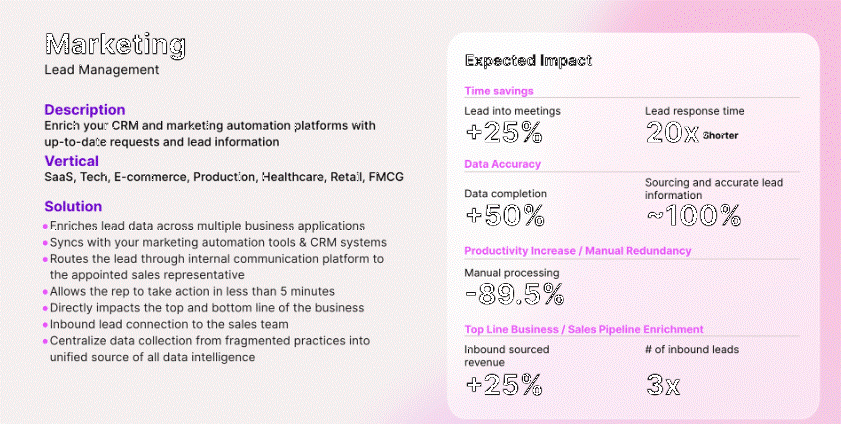 Marketing
Lead Management
Description
Enrich your CRM and marketing automation platforms with
up-to-date requests and lead information
Vertical
SaaS, Tech, E-commerce, Production, Healthcare, Retail, FMCG
Solution
Enriches lead data across multiple business applications
Syncs with your marketing automation tools & CRM systems
Routes the lead through internal communication platform to
the appointed sales representative
Allows the rep to take action in less than 5 minutes
Directly impacts the top and bottom line of the business
Inbound lead connection to the sales team
Centralize data collection from fragmented practices into
unified source of all data intelligence
Expected Impact
Time savings
Lead into meetings
+25%
Lead response time
20x Shorter
Data Accuracy
Data completion
+50%
Sourcing and accurate lead
information
~100%
Productivity Increase / Manual Redundancy
Manual processing
-89.5%
Top Line Business / Sales Pipeline Enrichment
Inbound sourced
revenue
+25%
# of inbound leads
3x